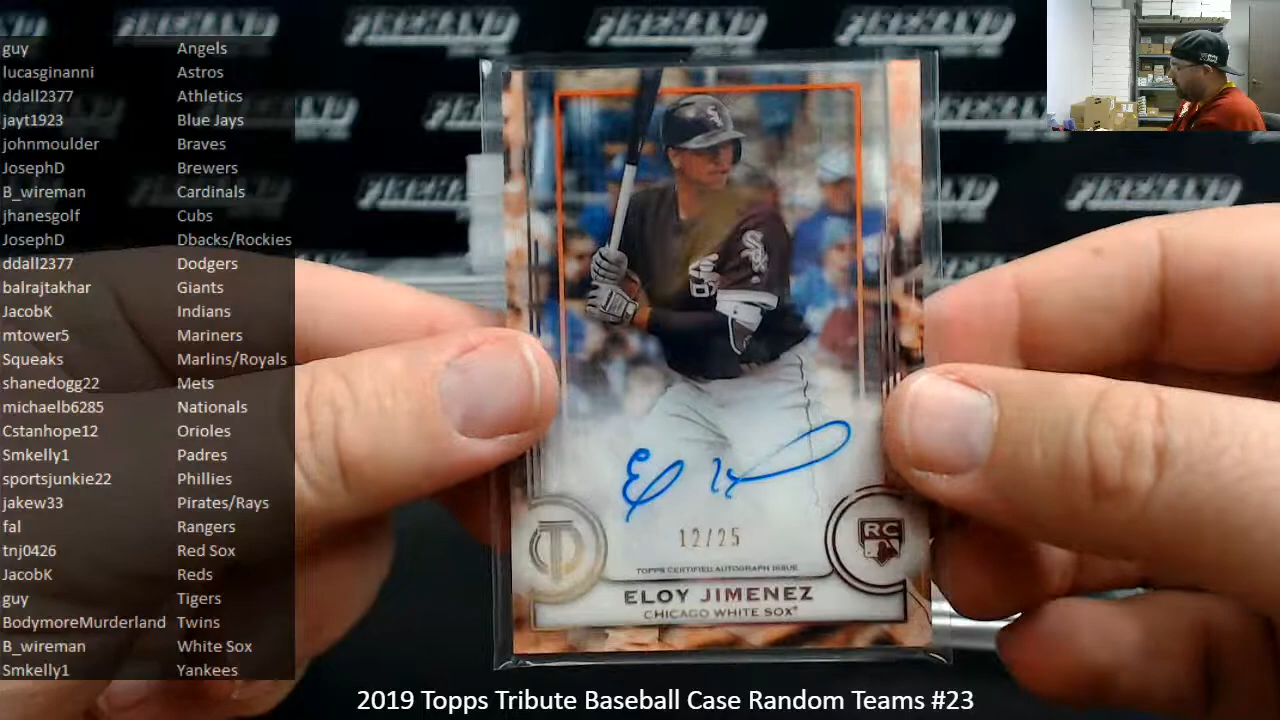 guy Angels
lucasginanni Astros
ddall2377 Athletics
jayt1923 Blue Jays
johnmoulder Braves
JosephD Brewers
B_wireman Cardinals
jhanesgolf Cubs
JosephD Dbacks/Rockies
ddall2377 Dodgers
balrajtakhar Giants
JacobK Indians
mtower5 Mariners
Squeaks Marlins/Royals
shanedogg22 Mets
michaelb6285 Nationals
Cstanhope12 Orioles
Smkelly1 Padres
sportsjunkie22 Phillies
jakew33 Pirates/Rays
fal Rangers
tnj0426 Red Sox
JacobK Reds
guy Tigers
BodymoreMurderland Twins
B_wireman White Sox
Smkelly1 Yankees
12/25
RC
TOPPS CERTIFIED AUTOGRAPH ISSUE
ELOY JIMENEZ
CHICAGO WHITE SOX
2019 Topps Tribute Baseball Case Random Teams #23